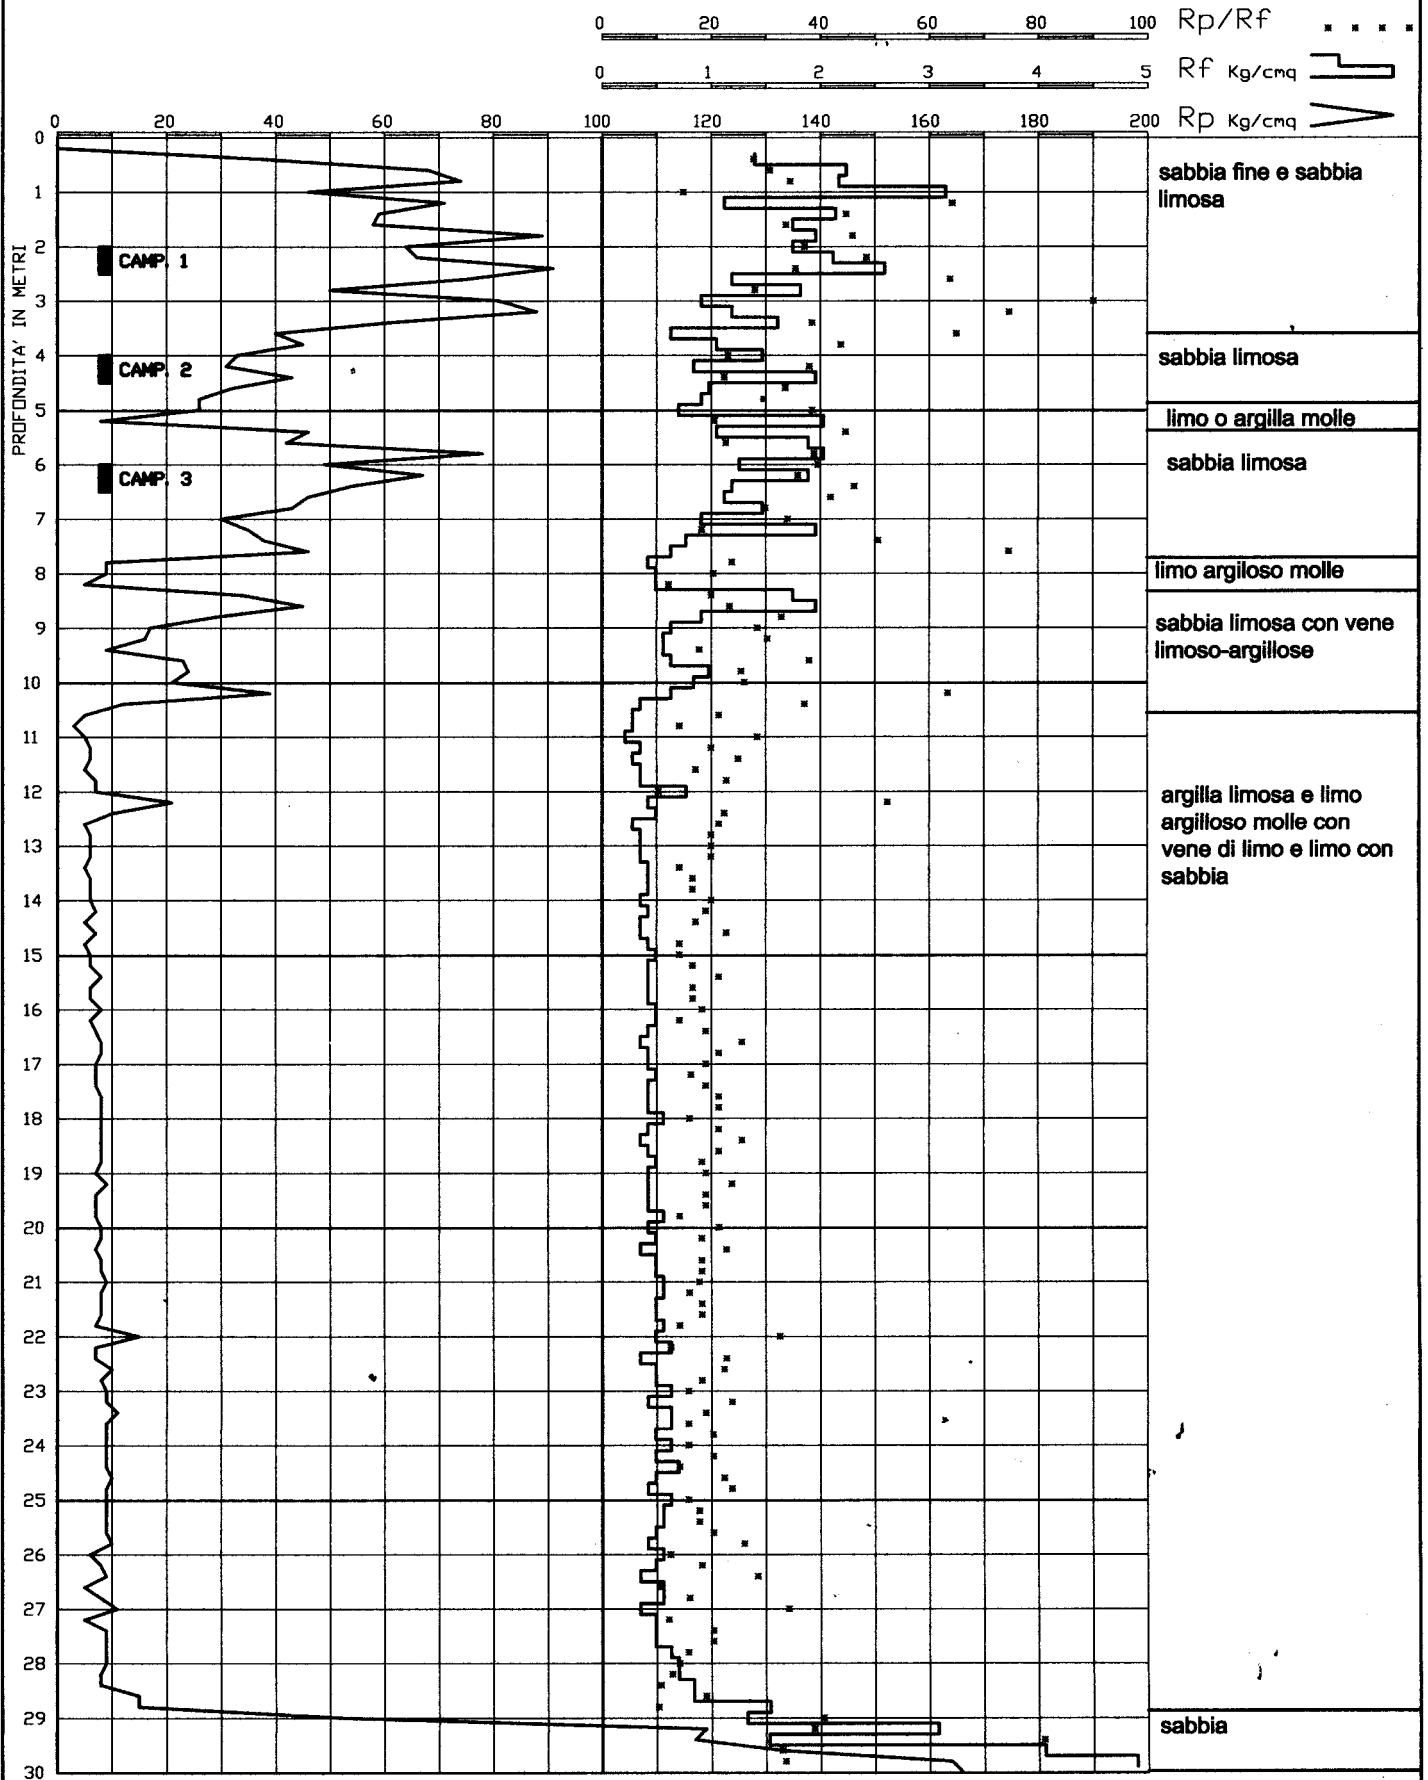 0 20 40 60 80 100 Rp/Rf
0 1 2 3 4 5 Rf Kg/cmq
0 20 40 60 80 100 120 140 160 180 200 Rp Kg/cmq
PROFONDITA' IN METRI
0
sabbia fine e sabbia
limosa
1
2
CAMP. 1
3
4
sabbia limosa
CAMP. 2
5
limo o argilla molle
6
sabbia limosa
CAMP. 3
7
8
limo argiloso molle
9
sabbia limosa con vene
limoso-argillose
10
11
12
argilla limosa e limo
argilloso molle con
vene di limo e limo con
sabbia
13
14
15
16
17
18
19
20
21
22
23
24
25
26
27
28
29
sabbia
30